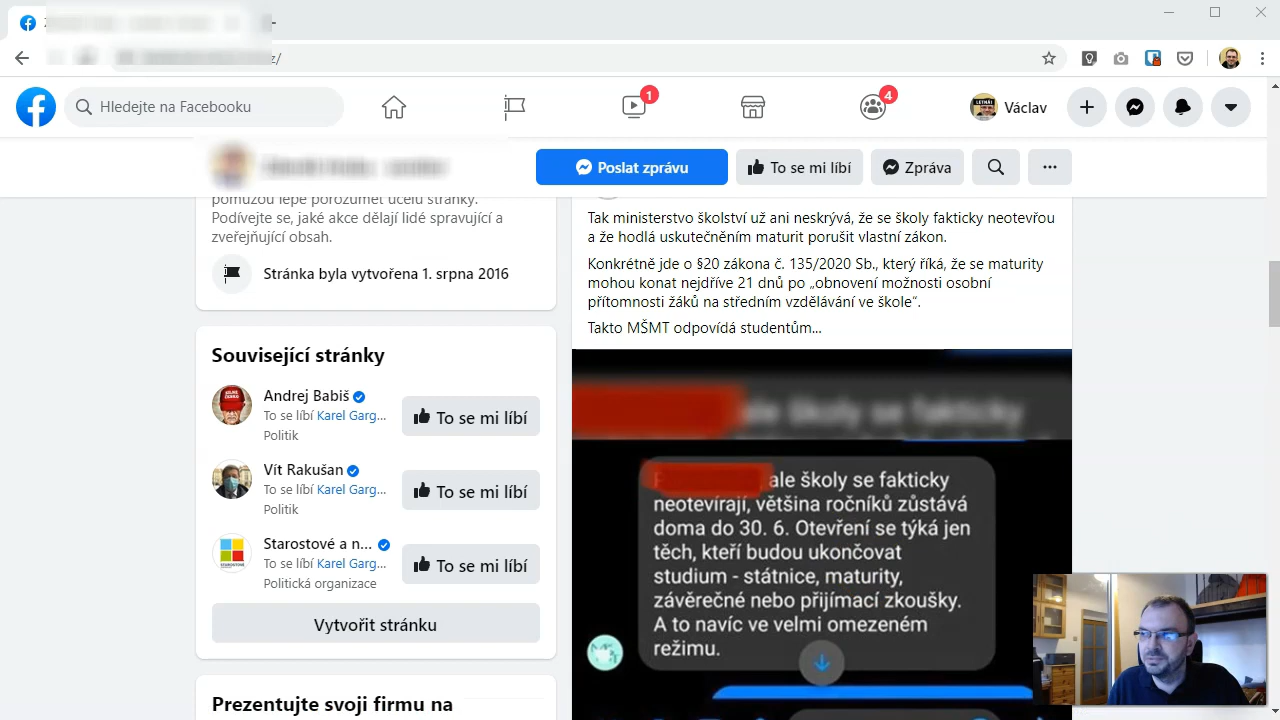 Hledejte na Facebooku
1
4
Václav
Poslat zprávu
To se mi líbí
Zpráva
pomůžou lépe porozumět účelu stránky.
Podívejte se, jaké akce dělají lidé spravující a
zveřejňující obsah.
Stránka byla vytvořena 1. srpna 2016
Související stránky
Andrej Babiš
To se líbí Karel Garg...
Politik
To se mi líbí
Vít Rakušan
To se líbí Karel Garg...
Politik
To se mi líbí
Starostové a n...
To se líbí Karel Garg...
Politická organizace
To se mi líbí
Vytvořit stránku
Prezentujte svoji firmu na
Tak ministerstvo školství už ani neskrývá, že se školy fakticky neotevřou
a že hodlá uskutečněním maturit porušit vlastní zákon.
Konkrétně jde o §20 zákona č. 135/2020 Sb., který říká, že se maturity
mohou konat nejdříve 21 dnů po „obnovení možnosti osobní
přítomnosti žáků na středním vzdělávání ve škole“.
Takto MŠMT odpovídá studentům...
ale školy se fakticky
ale školy se fakticky
neotevírají, většina ročníků zůstává
doma do 30. 6. Otevření se týká jen
těch, kteří budou ukončovat
studium - státnice, maturity,
závěrečné nebo přijímací zkoušky.
A to navíc ve velmi omezeném
režimu.